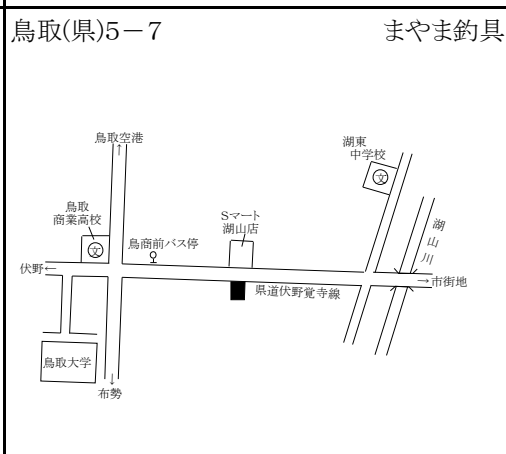 鳥取(県)5－7
まやま釣具
鳥取空港
↑
湖東
中学校
文
鳥取
商業高校
文
Sマート
湖山店
鳥商前バス停
湖山川
伏野←
→市街地
県道伏野覚寺線
鳥取大学
↓
布勢